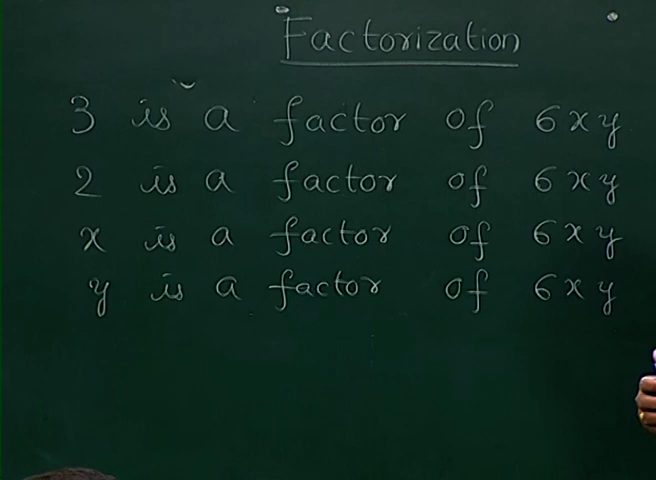 Factorization
3 is a factor of 6xy
2 is a factor of 6xy
x is a factor of 6xy
y is a factor of 6xy